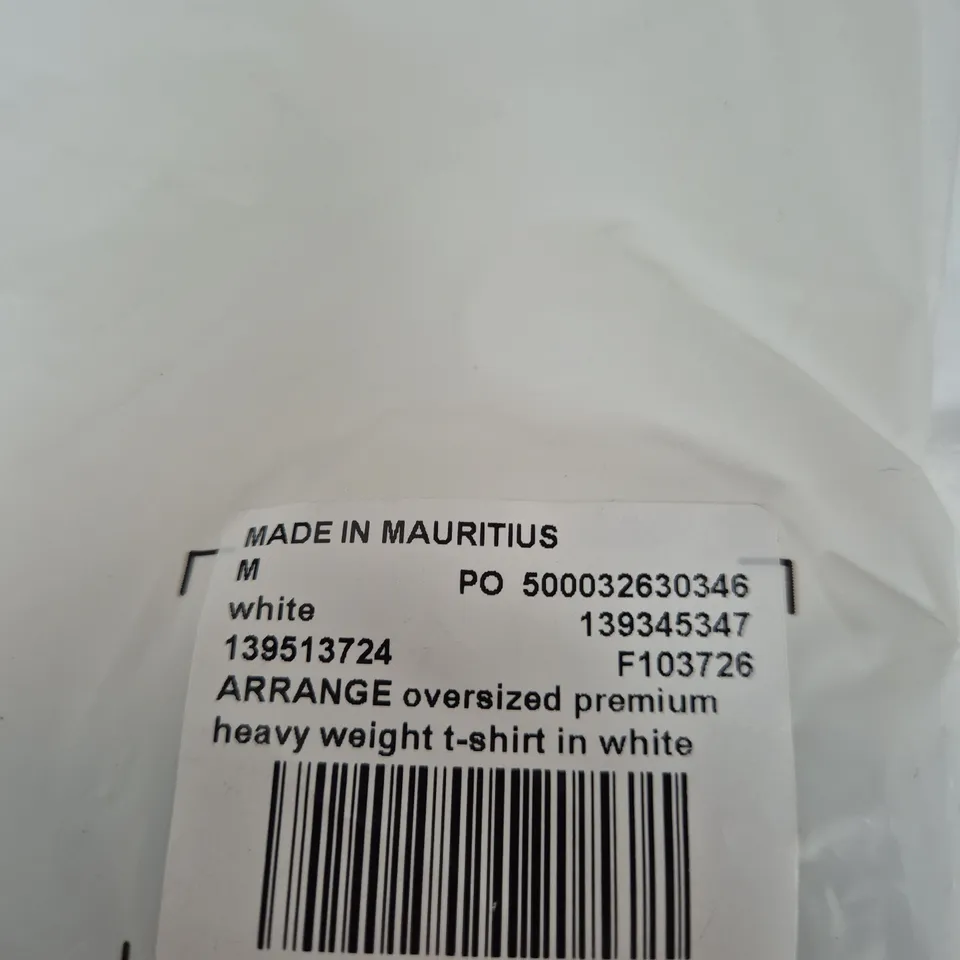 MADE IN MAURITIUS
M PO 500032630346
white 139345347
139513724 F103726
ARRANGE oversized premium
heavy weight t-shirt in white